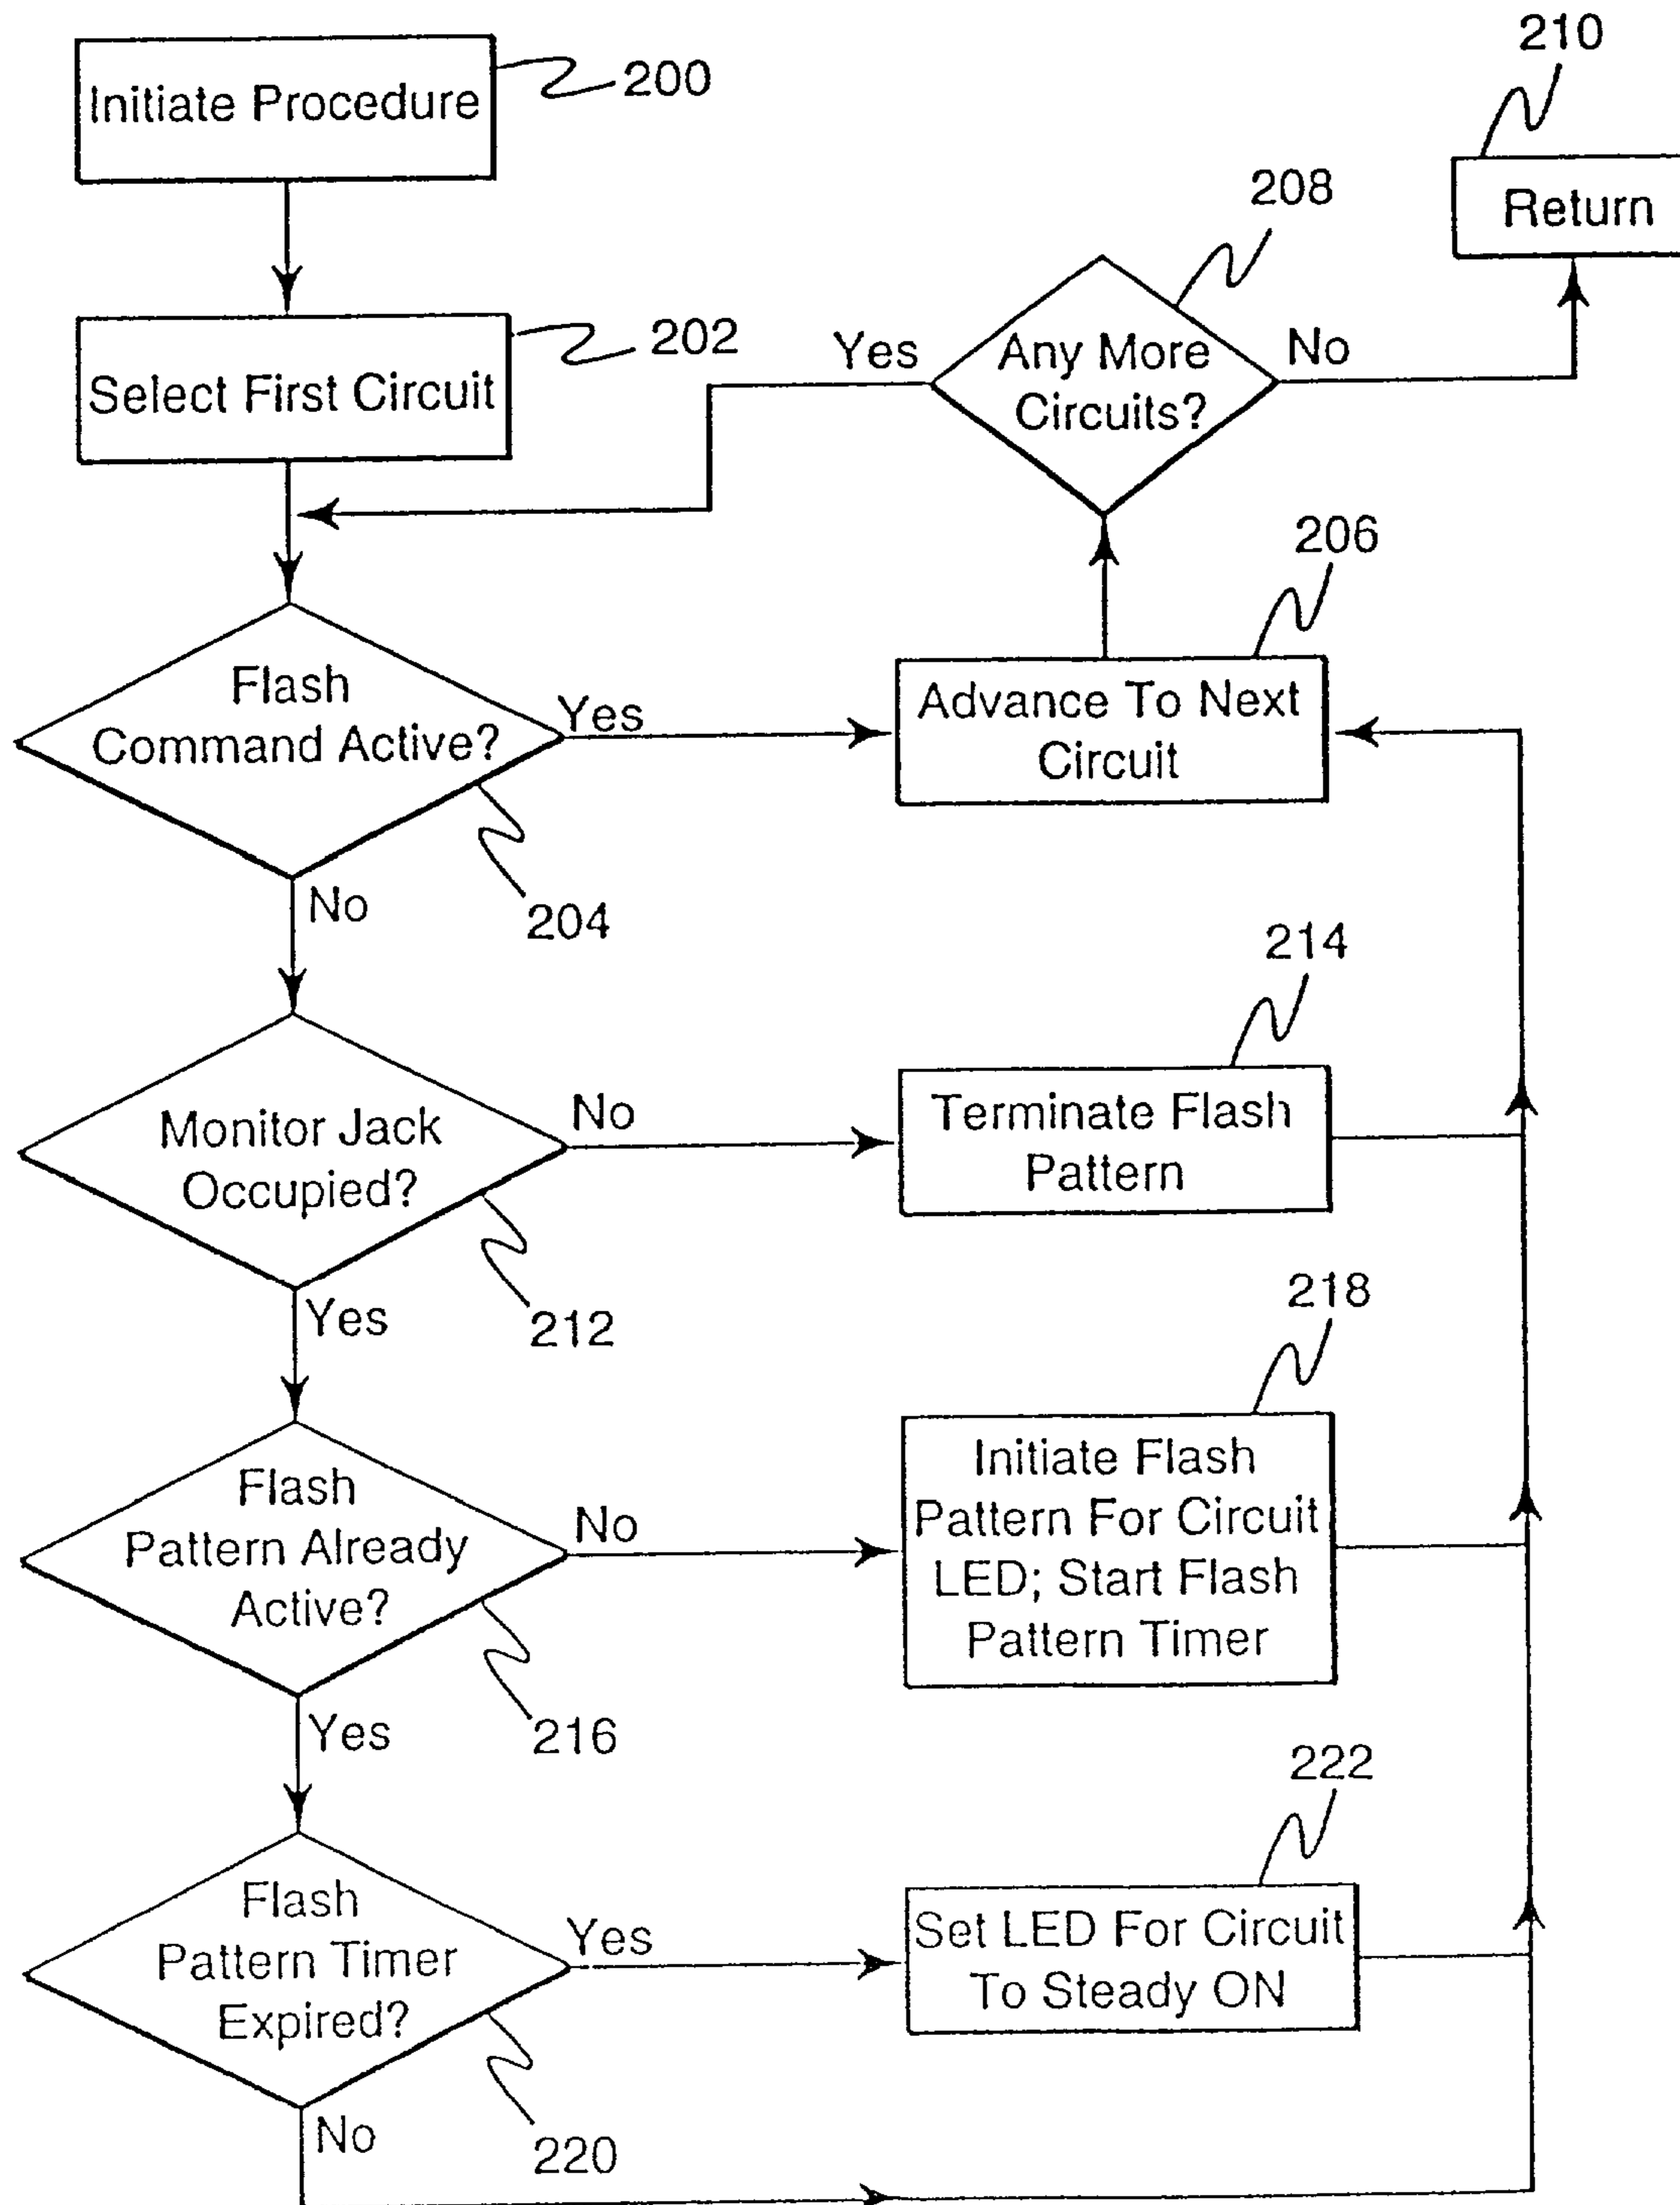 Initiate Procedure
200
Select First Circuit
202
Yes
Any More
Circuits?
208
No
Return
210
Flash
Command Active?
204
Yes
No
Advance To Next
Circuit
206
Monitor Jack
Occupied?
212
No
Yes
Terminate Flash
Pattern
214
Flash
Pattern Already
Active?
216
No
Yes
Initiate Flash
Pattern For Circuit
LED; Start Flash
Pattern Timer
218
Flash
Pattern Timer
Expired?
220
Yes
No
Set LED For Circuit
To Steady ON
222